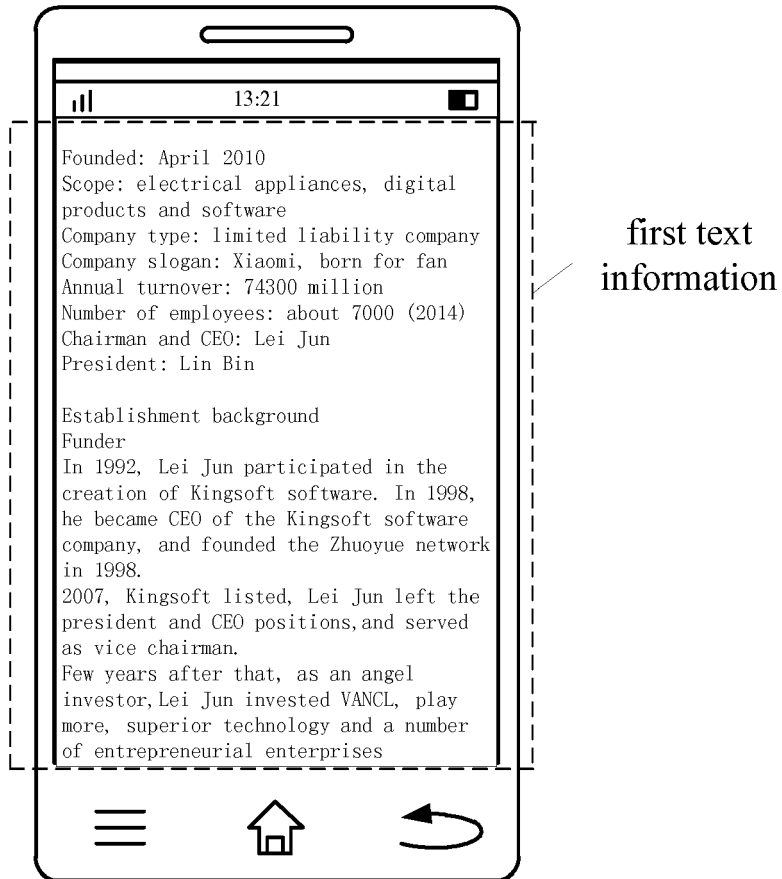 13:21
Founded: April 2010
Scope: electrical appliances, digital
products and software
Company type: limited liability company
Company slogan: Xiaomi, born for fan
Annual turnover: 74300 million
Number of employees: about 7000 (2014)
Chairman and CEO: Lei Jun
President: Lin Bin
Establishment background
Funder
In 1992, Lei Jun participated in the
creation of Kingsoft software. In 1998,
he became CEO of the Kingsoft software
company, and founded the Zhuoyue network
in 1998.
2007, Kingsoft listed, Lei Jun left the
president and CEO positions,and served
as vice chairman.
Few years after that, as an angel
investor,Lei Jun invested VANCL, play
more, superior technology and a number
of entrepreneurial enterprises
first text
information